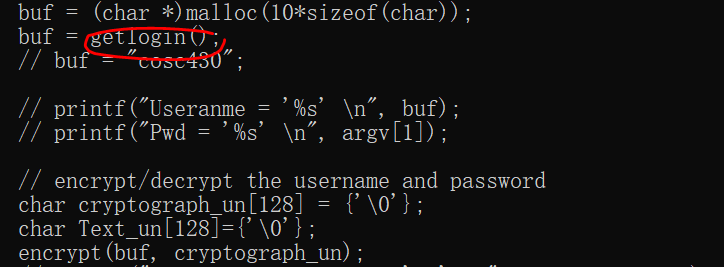 buf = (char *)malloc(10*sizeof(char));
buf = getlogin();
// buf = "cosc430";
// printf("Useranme = '%s' \n", buf);
// printf("Pwd = '%s' \n", argv[1]);
// encrypt/decrypt the username and password
char cryptograph_un[128] = {'\0'};
char Text_un[128]={'\0'};
encrypt(buf, cryptograph_un);